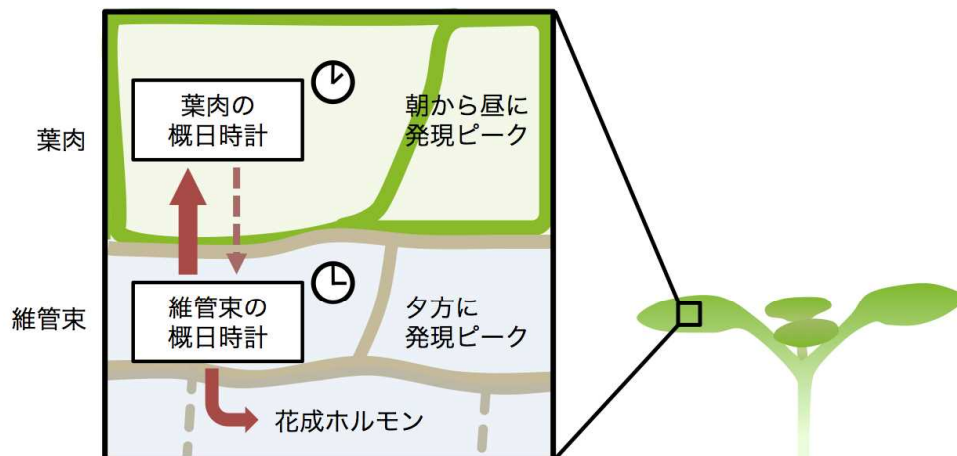 葉肉の
概日時計
朝から昼に
発現ピーク
葉肉
維管束の
概日時計
夕方に
発現ピーク
維管束
花成ホルモン